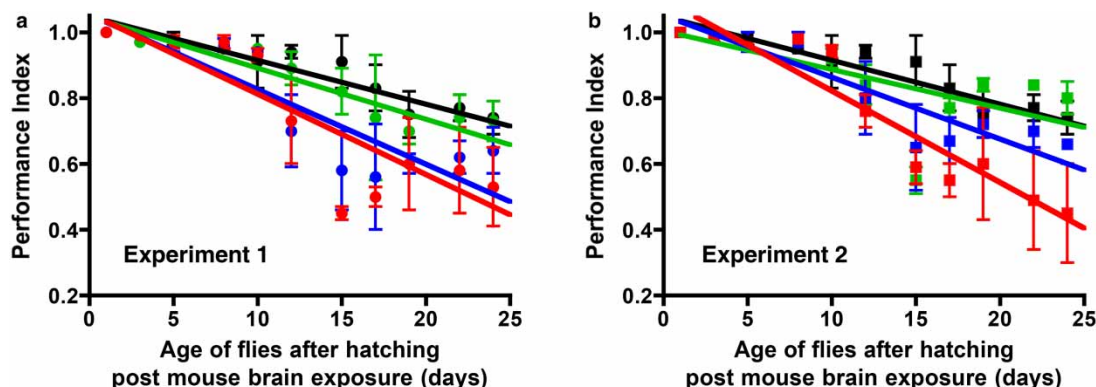 a
Performance Index
1.0
0.8
0.6
0.4
0.2
Experiment 1
0
5
10
15
20
25
Age of flies after hatching
post mouse brain exposure (days)
b
Performance Index
1.0
0.8
0.6
0.4
0.2
Experiment 2
0
5
10
15
20
25
Age of flies after hatching
post mouse brain exposure (days)